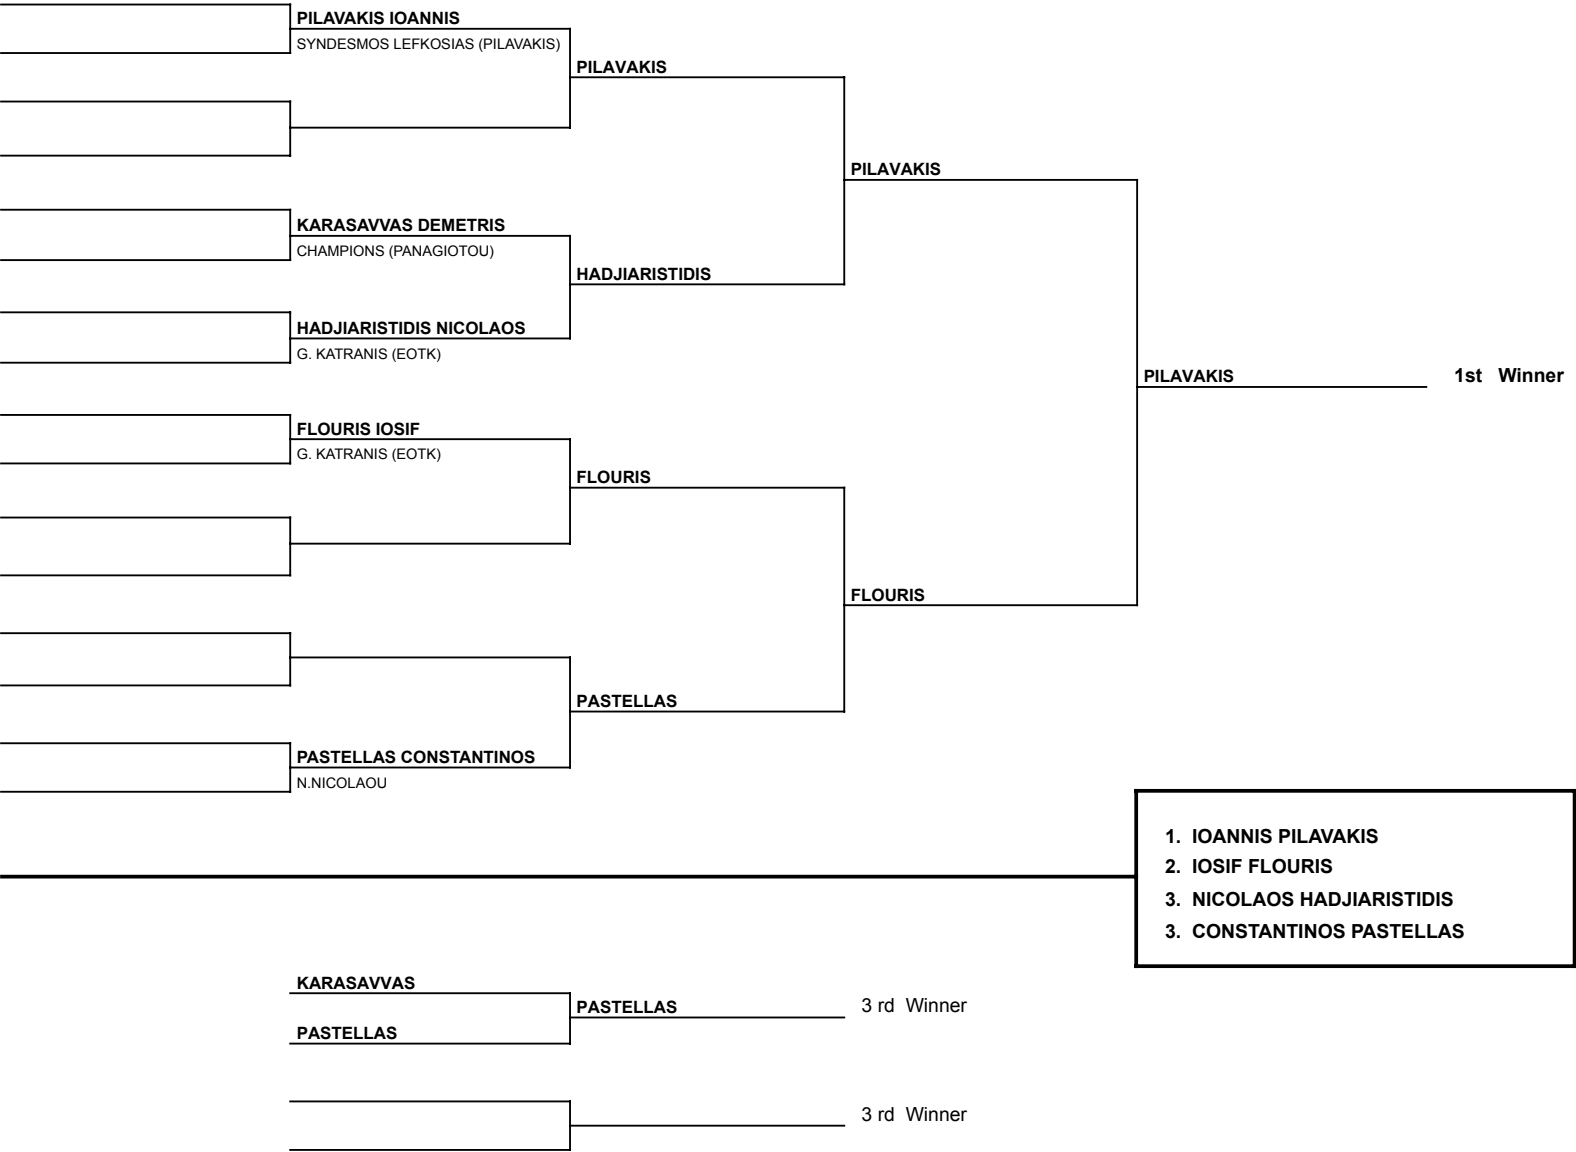 PILAVAKIS IOANNIS
SYNDESMOS LEFKOSIAS (PILAVAKIS)
PILAVAKIS
PILAVAKIS
KARASAVVAS DEMETRIS
CHAMPIONS (PANAGIOTOU)
HADJIARISTIDIS
HADJIARISTIDIS NICOLAOS
G. KATRANIS (EOTK)
PILAVAKIS 1st Winner
FLOURIS IOSIF
G. KATRANIS (EOTK)
FLOURIS
FLOURIS
PASTELLAS
PASTELLAS CONSTANTINOS
N.NICOLAOU
1. IOANNIS PILAVAKIS
2. IOSIF FLOURIS
3. NICOLAOS HADJIARISTIDIS
3. CONSTANTINOS PASTELLAS
KARASAVVAS
PASTELLAS 3 rd Winner
PASTELLAS
3 rd Winner